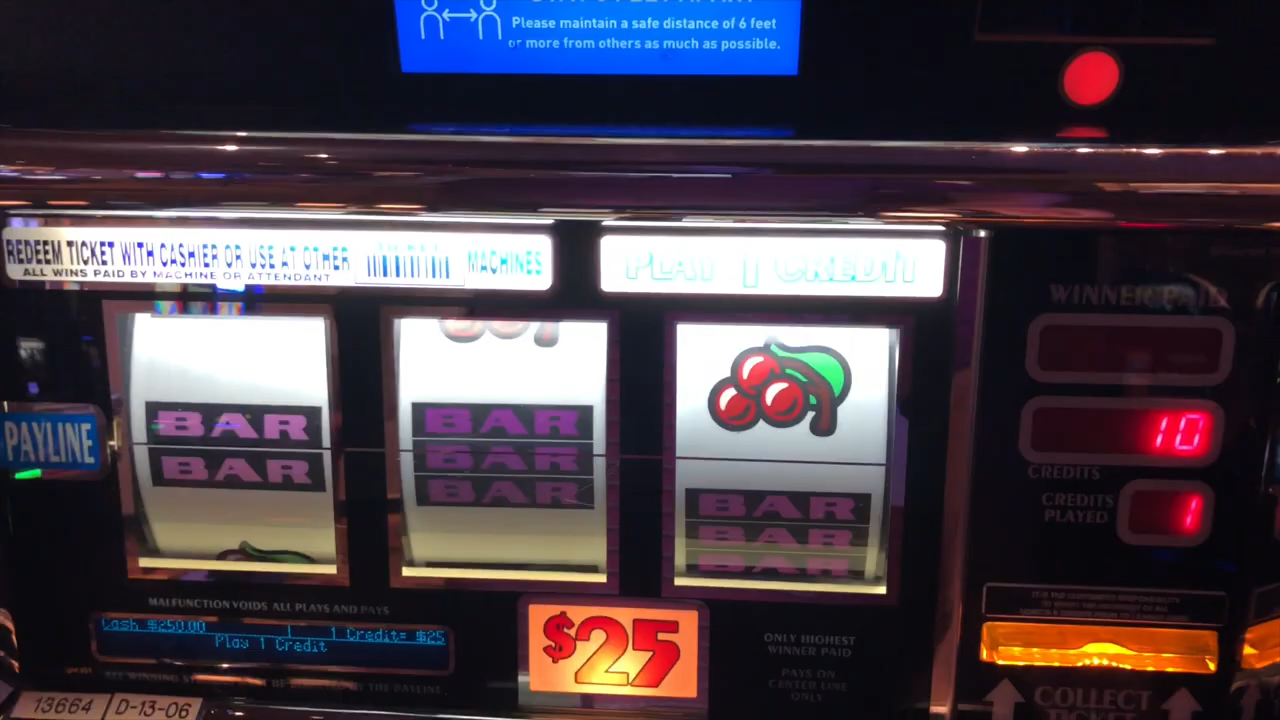 Please maintain a safe distance of 6 feet
or more from others as much as possible.
REDEEM TICKET WITH CASHIER OR USE AT OTHER MACHINES
ALL WINS PAID BY MACHINE OR ATTENDANT
PLAY 1 CREDIT
WINNER PAID
PAYLINE
BAR
BAR
BAR
BAR
BAR
BAR
BAR
BAR
10
CREDITS
CREDITS
PLAYED
1
MALFUNCTION VOIDS ALL PLAYS AND PAYS
Cash $250.00 | 1 Credit= $25
Play 1 Credit
$25
ONLY HIGHEST
WINNER PAID
PAYS ON
CENTER LINE
ONLY
13664 D-13-06
COLLECT